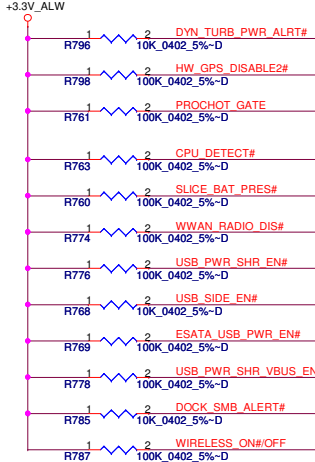 +3.3V_ALW
1 2 DYN_TURB_PWR_ALRT#
R796 10K_0402_5%~D
1 2 HW_GPS_DISABLE2#
R798 100K_0402_5%~D
1 2 PROCHOT_GATE
R761 100K_0402_5%~D
1 2 CPU_DETECT#
R763 100K_0402_5%~D
1 2 SLICE_BAT_PRES#
R760 100K_0402_5%~D
1 2 WWAN_RADIO_DIS#
R774 100K_0402_5%~D
1 2 USB_PWR_SHR_EN#
R776 100K_0402_5%~D
1 2 USB_SIDE_EN#
R768 10K_0402_5%~D
1 2 ESATA_USB_PWR_EN#
R769 100K_0402_5%~D
1 2 USB_PWR_SHR_VBUS_EN
R778 100K_0402_5%~D
1 2 DOCK_SMB_ALERT#
R785 10K_0402_5%~D
1 2 WIRELESS_ON#/OFF
R787 100K_0402_5%~D